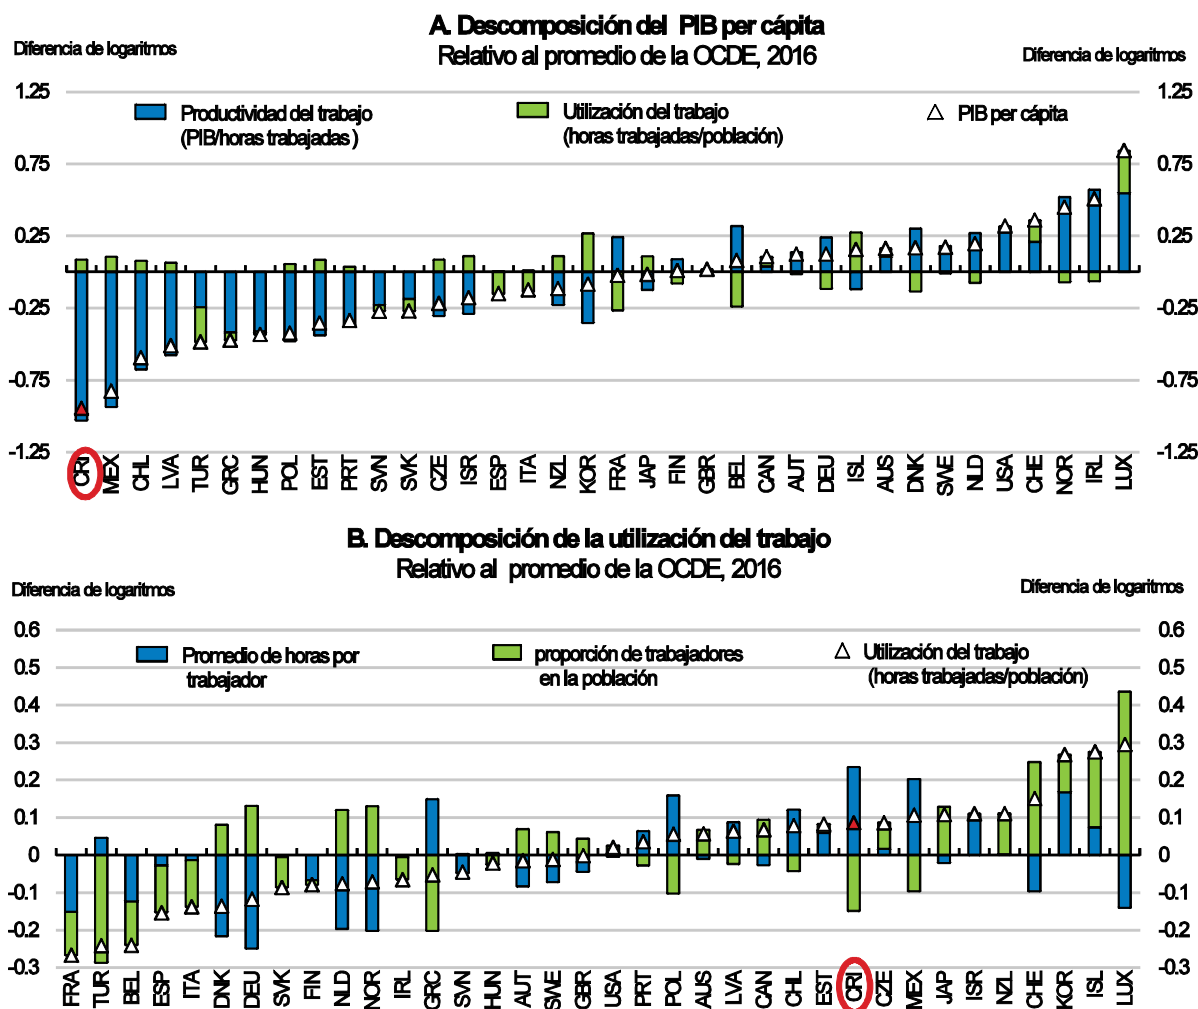 A. Descomposición del PIB per cápita
Diferencia de logaritmos
Relativo al promedio de la OCDE, 2016
Diferencia de logaritmos
1.25
1.25
Productividad del trabajo
(PIB/horas trabajadas )
Utilización del trabajo
(horas trabajadas/población)
PIB per cápita
0.75
0.75
0.25
0.25
-0.25
-0.25
-0.75
-0.75
-1.25
-1.25
CRI MEX CHL LVA TUR GRC HUN POL EST PRT SVN SVK CZE ISR ESP ITA NZL KOR FRA JAP FIN GBR BEL CAN AUT DEU ISL AUS DNK SWE NLD USA CHE NOR IRL LUX
B. Descomposición de la utilización del trabajo
Relativo al promedio de la OCDE, 2016
Diferencia de logaritmos
Diferencia de logaritmos
0.6
0.6
Promedio de horas por
trabajador
proporción de trabajadores
en la población
Utilización del trabajo
(horas trabajadas/población)
0.5
0.5
0.4
0.4
0.3
0.3
0.2
0.2
0.1
0.1
0
0
-0.1
-0.1
-0.2
-0.2
-0.3
-0.3
FRA TUR BEL ESP ITA DNK DEU SVK FIN NLD NOR IRL GRC SVN HUN AUT SWE GBR USA PRT POL AUS LVA CAN CHL EST CRI CZE MEX JAP ISR NZL CHE KOR ISL LUX